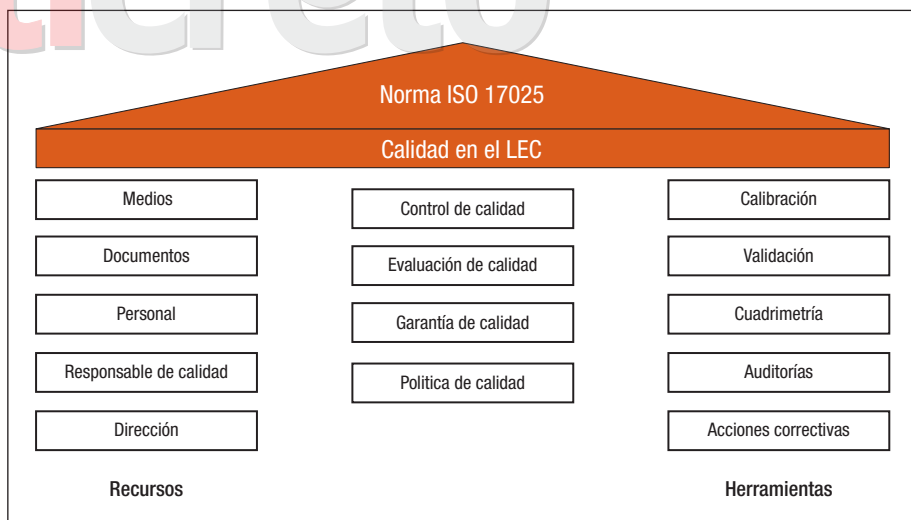 ticreto
Norma ISO 17025
Calidad en el LEC
Medios
Documentos
Personal
Responsable de calidad
Dirección
Recursos
Control de calidad
Evaluación de calidad
Garantía de calidad
Politica de calidad
Calibración
Validación
Cuadrimetría
Auditorías
Acciones correctivas
Herramientas